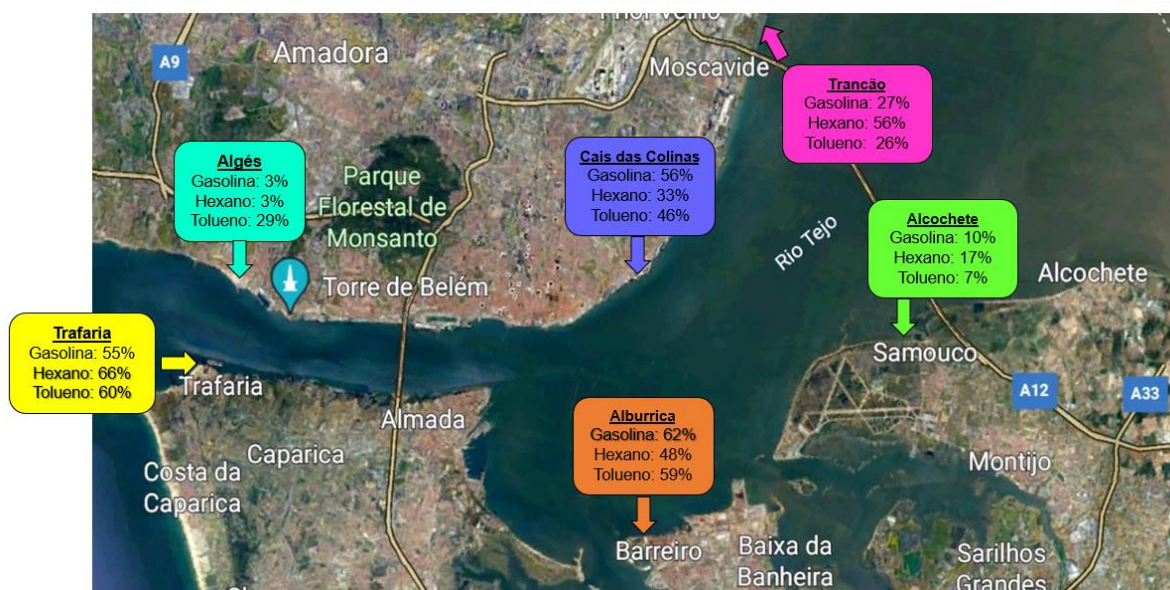 Prior Velho
Amadora
A9
Moscavide
Trancão
Gasolina: 27%
Hexano: 56%
Tolueno: 26%
Algés
Gasolina: 3%
Hexano: 3%
Tolueno: 29%
Parque
Florestal de
Monsanto
Cais das Colinas
Gasolina: 56%
Hexano: 33%
Tolueno: 46%
Rio Tejo
Alcochete
Gasolina: 10%
Hexano: 17%
Tolueno: 7%
Alcochete
Torre de Belém
Trafaria
Gasolina: 55%
Hexano: 66%
Tolueno: 60%
Trafaria
Samouco
A12
A33
Almada
Alburrica
Gasolina: 62%
Hexano: 48%
Tolueno: 59%
Caparica
Costa da
Caparica
Montijo
Barreiro
Baixa da
Banheira
Sarilhos
Grandes